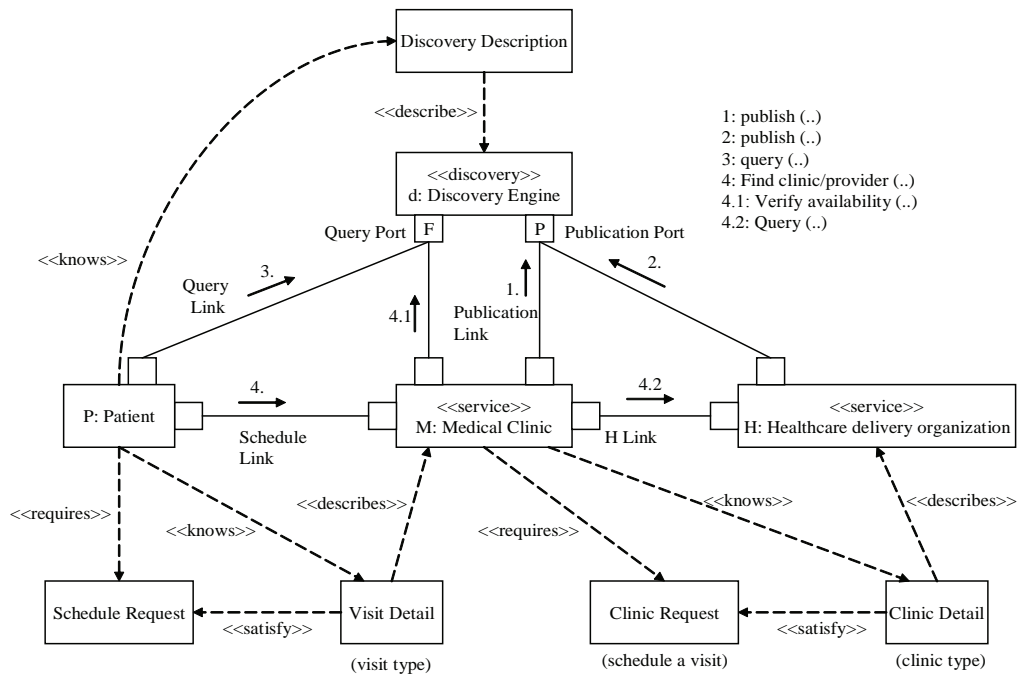 Discovery Description
<<describe>>
1: publish (..)
2: publish (..)
3: query (..)
4: Find clinic/provider (..)
4.1: Verify availability (..)
4.2: Query (..)
<<discovery>>
d: Discovery Engine
Query Port
F
P
Publication Port
<<knows>>
3.
2.
Query
Link
4.1
1.
Publication
Link
P: Patient
4.
Schedule
Link
<<service>>
M: Medical Clinic
4.2
H Link
<<service>>
H: Healthcare delivery organization
<<requires>>
<<knows>>
<<describes>>
<<requires>>
<<knows>>
<<describes>>
Schedule Request
<<satisfy>>
Visit Detail
(visit type)
Clinic Request
(schedule a visit)
<<satisfy>>
Clinic Detail
(clinic type)